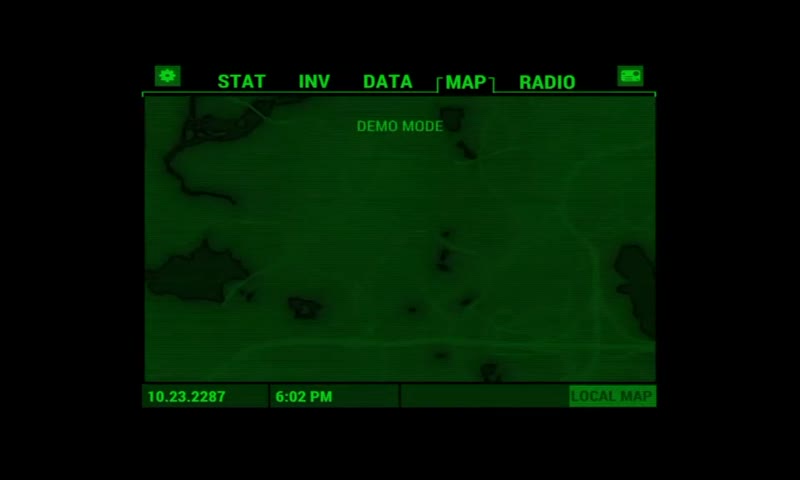 STAT INV DATA MAP RADIO
DEMO MODE
10.23.2287 6:02 PM LOCAL MAP